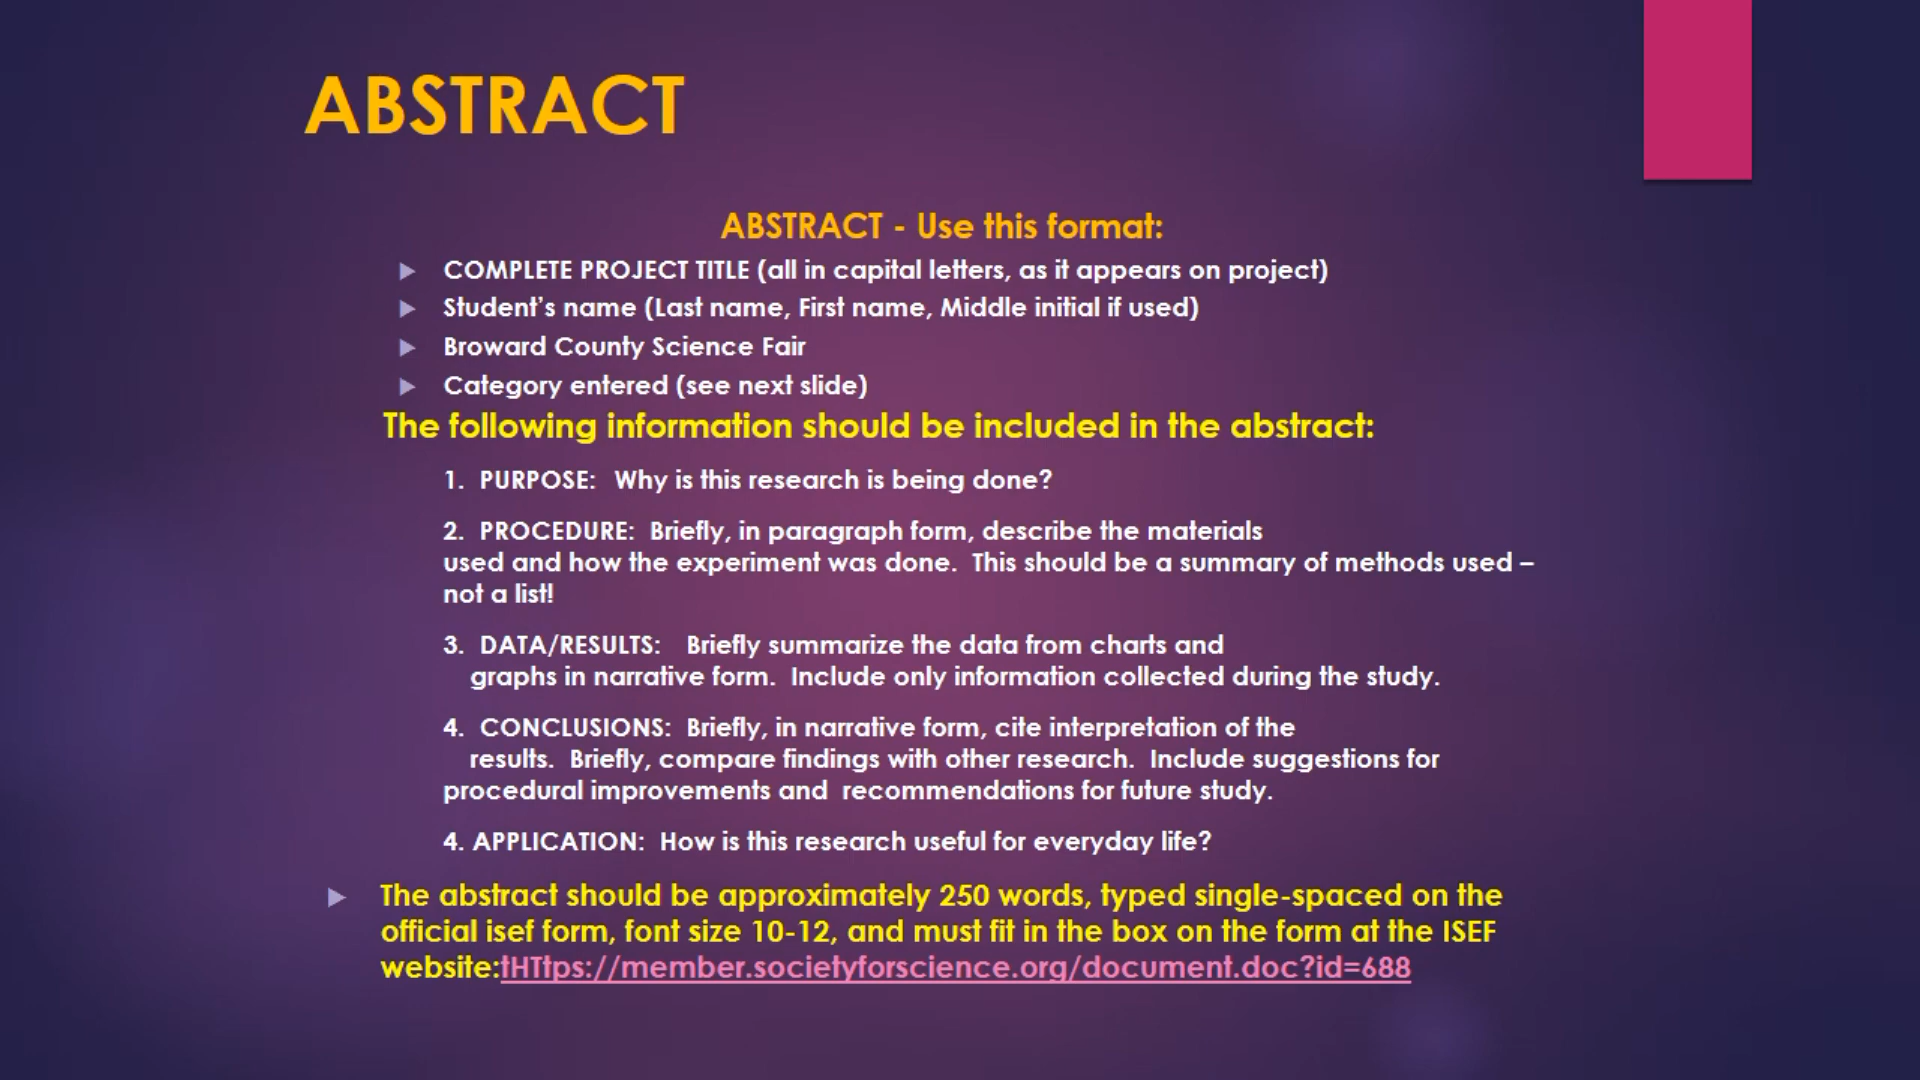 ABSTRACT
ABSTRACT - Use this format:
COMPLETE PROJECT TITLE (all in capital letters, as it appears on project)
Student’s name (Last name, First name, Middle initial if used)
Broward County Science Fair
Category entered (see next slide)
The following information should be included in the abstract:
1. PURPOSE: Why is this research is being done?
2. PROCEDURE: Briefly, in paragraph form, describe the materials
used and how the experiment was done. This should be a summary of methods used –
not a list!
3. DATA/RESULTS: Briefly summarize the data from charts and
graphs in narrative form. Include only information collected during the study.
4. CONCLUSIONS: Briefly, in narrative form, cite interpretation of the
results. Briefly, compare findings with other research. Include suggestions for
procedural improvements and recommendations for future study.
4. APPLICATION: How is this research useful for everyday life?
The abstract should be approximately 250 words, typed single-spaced on the
official isef form, font size 10-12, and must fit in the box on the form at the ISEF
website:tHTtps://member.societyforscience.org/document.doc?id=688